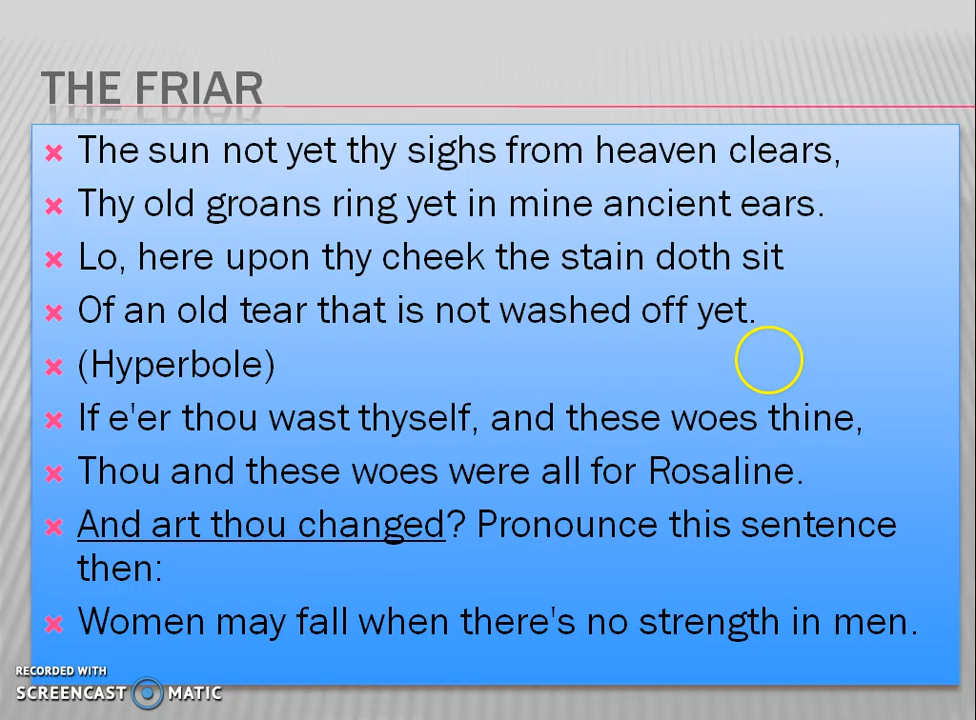 THE FRIAR
The sun not yet thy sighs from heaven clears,
Thy old groans ring yet in mine ancient ears.
Lo, here upon thy cheek the stain doth sit
Of an old tear that is not washed off yet.
(Hyperbole)
If e'er thou wast thyself, and these woes thine,
Thou and these woes were all for Rosaline.
And art thou changed? Pronounce this sentence
then:
Women may fall when there's no strength in men.
RECORDED WITH
SCREENCAST MATIC